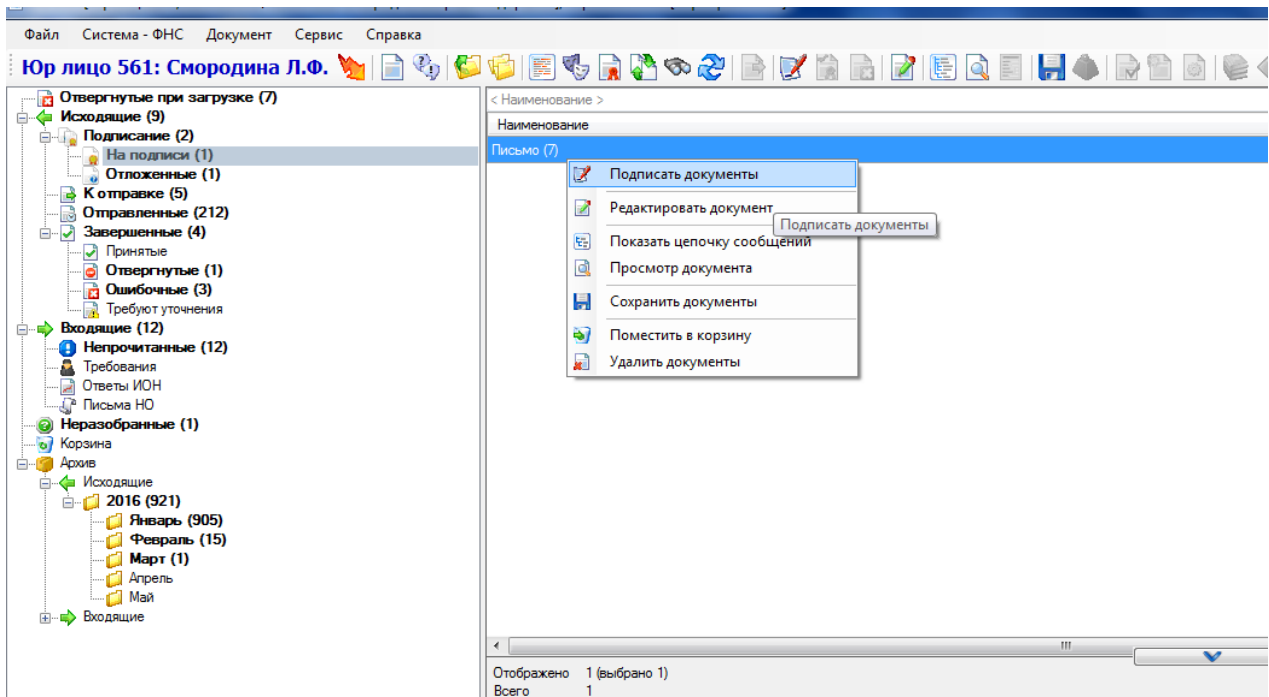 Файл Система - ФНС Документ Сервис Справка
Юр лицо 561: Смородина Л.Ф.
Отвергнутые при загрузке (7)
Исходящие (9)
Подписание (2)
На подписи (1)
Отложенные (1)
К отправке (5)
Отправленные (212)
Завершенные (4)
Принятые
Отвергнутые (1)
Ошибочные (3)
Требуют уточнения
Входящие (12)
Непрочитанные (12)
Требования
Ответы ИОН
Письма НО
Неразобранные (1)
Корзина
Архив
Исходящие
2016 (921)
Январь (905)
Февраль (15)
Март (1)
Апрель
Май
Входящие
< Наименование >
Наименование
Письмо (7)
Подписать документы
Редактировать документ
Подписать документы
Показать цепочку сообщений
Просмотр документа
Сохранить документы
Поместить в корзину
Удалить документы
Отображено 1 (выбрано 1)
Всего 1